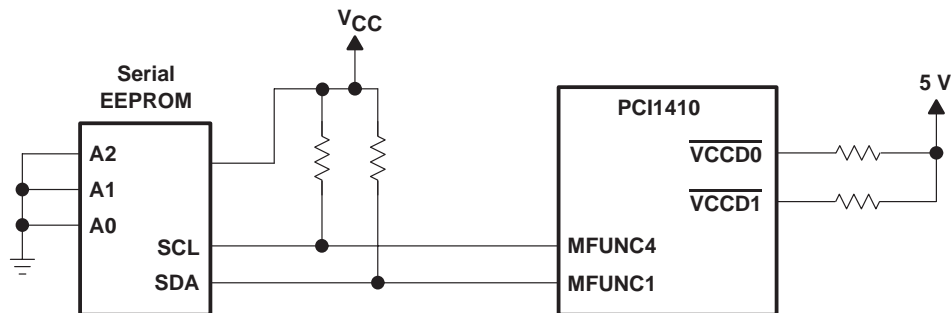 VCC
Serial
EEPROM
5 V
PCI1410
A2
VCCD0
A1
VCCD1
A0
SCL
MFUNC4
SDA
MFUNC1